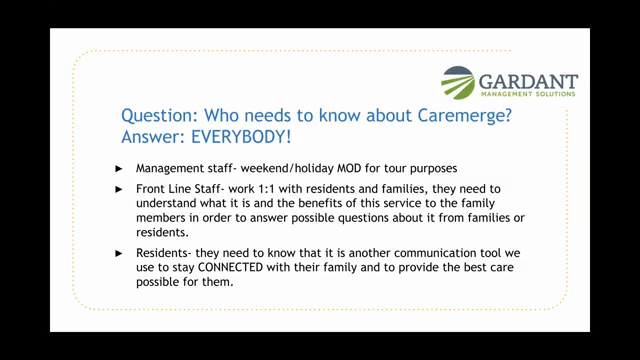 GARDANT
MANAGEMENT SOLUTIONS
Question: Who needs to know about Caremerge?
Answer: EVERYBODY!
► Management staff- weekend/holiday MOD for tour purposes
► Front Line Staff- work 1:1 with residents and families, they need to
understand what it is and the benefits of this service to the family
members in order to answer possible questions about it from families or
residents.
► Residents- they need to know that it is another communication tool we
use to stay CONNECTED with their family and to provide the best care
possible for them.